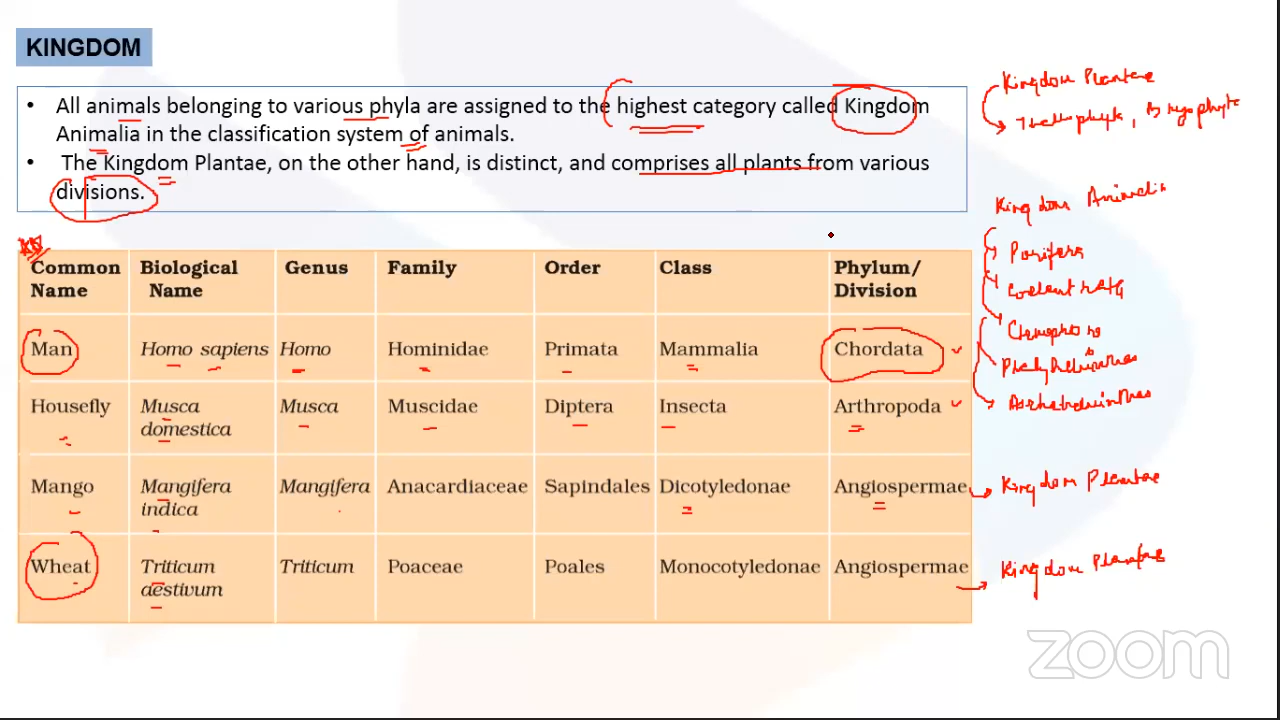 KINGDOM
• All animals belonging to various phyla are assigned to the highest category called Kingdom
Animalia in the classification system of animals.
• The Kingdom Plantae, on the other hand, is distinct, and comprises all plants from various
divisions.
Kingdom Plantae
Kingdom Animalia
Porifera
Common Name Biological Name Genus Family Order Class Phylum/ Division
Man Homo sapiens Homo Hominidae Primata Mammalia Chordata
Housefly Musca domestica Musca Muscidae Diptera Insecta Arthropoda
Mango Mangifera indica Mangifera Anacardiaceae Sapindales Dicotyledonae Angiospermae Kingdom Plantae
Wheat Triticum aestivum Triticum Poaceae Poales Monocotyledonae Angiospermae Kingdom Plantae
zoom